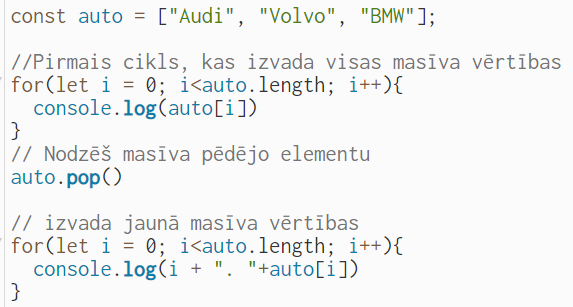 const auto = ["Audi", "Volvo", "BMW"];
//Pirmais cikls, kas izvada visas masīva vērtības
for(let i = 0; i<auto.length; i++){
  console.log(auto[i])
}
// Nodzēš masīva pēdējo elementu
auto.pop()
// izvada jaunā masīva vērtības
for(let i = 0; i<auto.length; i++){
  console.log(i + ". "+auto[i])
}